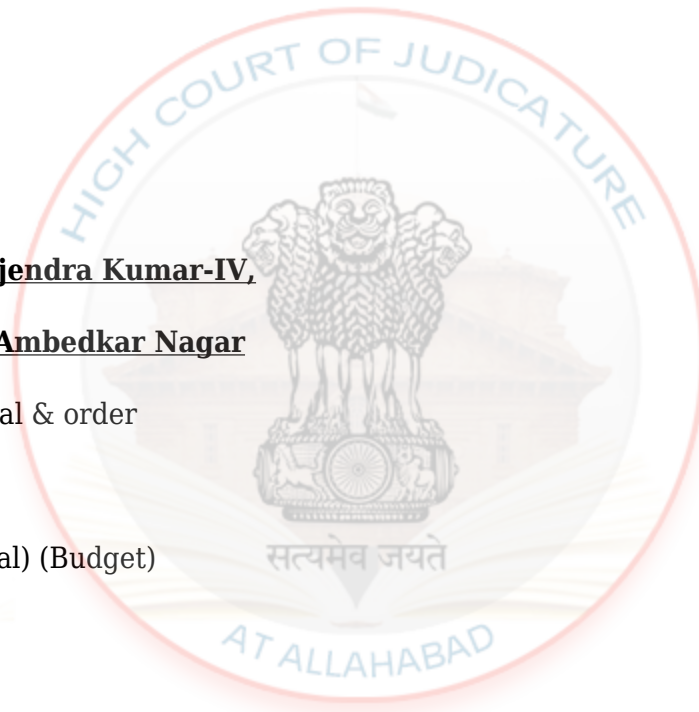 HIGH COURT OF JUDICATURE
jendra Kumar-IV,
Ambedkar Nagar
al & order
al) (Budget)
सत्यमेव जयते
AT ALLAHABAD